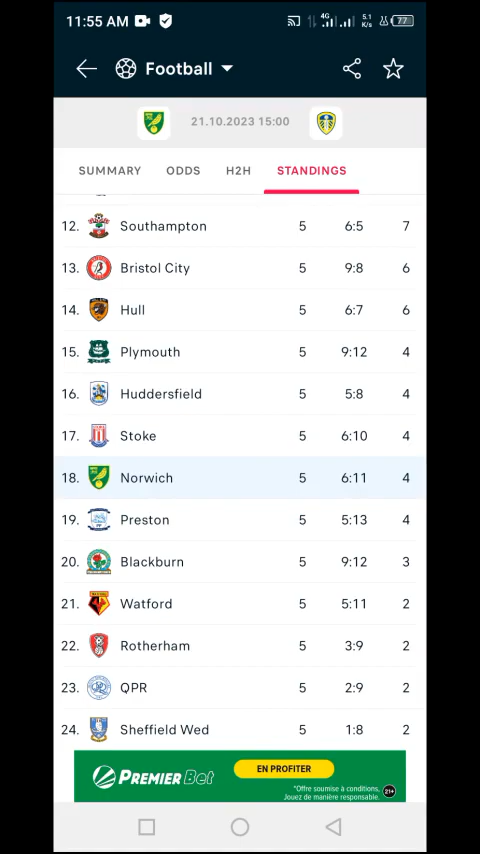 11:55 AM 4G 5.1 K/s 77
Football
21.10.2023 15:00
SUMMARY ODDS H2H STANDINGS
12. Southampton 5 6:5 7
13. Bristol City 5 9:8 6
14. Hull 5 6:7 6
15. Plymouth 5 9:12 4
16. Huddersfield 5 5:8 4
17. Stoke 5 6:10 4
18. Norwich 5 6:11 4
19. Preston 5 5:13 4
20. Blackburn 5 9:12 3
21. Watford 5 5:11 2
22. Rotherham 5 3:9 2
23. QPR 5 2:9 2
24. Sheffield Wed 5 1:8 2
PREMIER Bet EN PROFITER
*Offre soumise à conditions.
Jouez de manière responsable. 21+